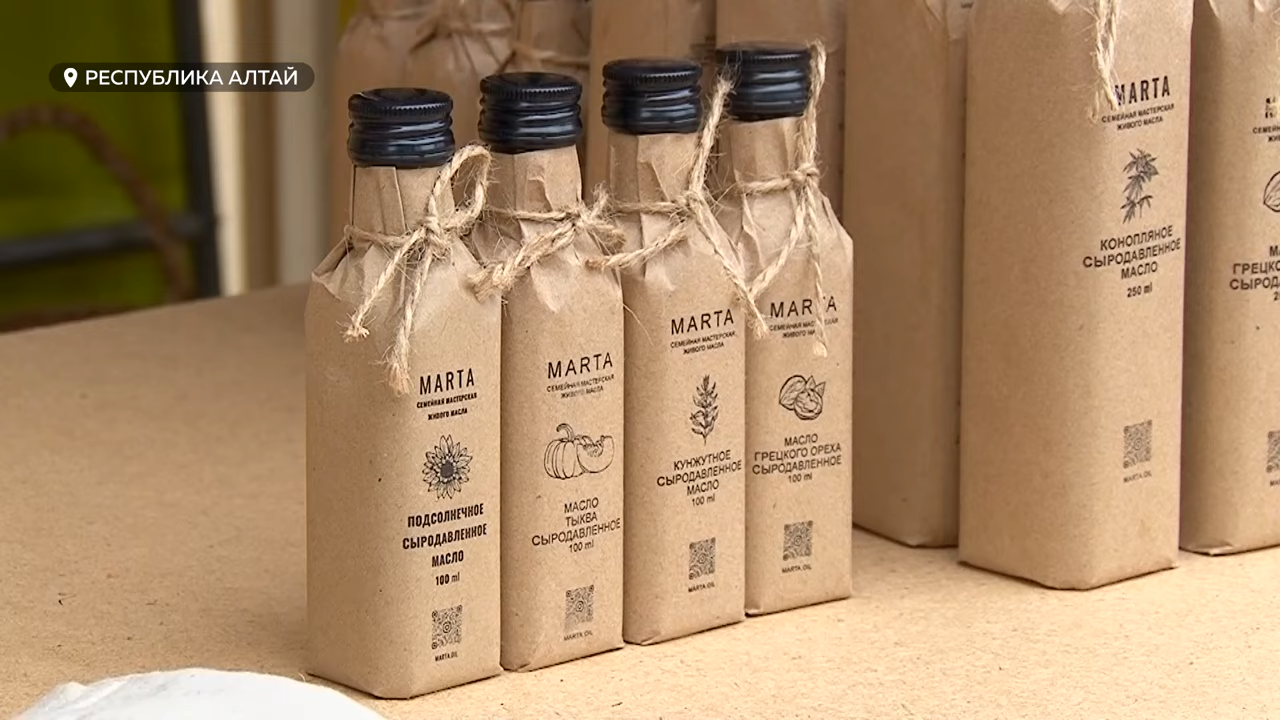 РЕСПУБЛИКА АЛТАЙ
MARTA
СЕМЕЙНАЯ МАСТЕРСКАЯ
ЖИВОГО МАСЛА
ПОДСОЛНЕЧНОЕ
СЫРОДАВЛЕННОЕ
МАСЛО
100 ml
MARTA.OIL
MARTA
СЕМЕЙНАЯ МАСТЕРСКАЯ
ЖИВОГО МАСЛА
МАСЛО
ТЫКВА
СЫРОДАВЛЕННОЕ
100 ml
MARTA.OIL
MARTA
СЕМЕЙНАЯ МАСТЕРСКАЯ
ЖИВОГО МАСЛА
КУНЖУТНОЕ
СЫРОДАВЛЕННОЕ
МАСЛО
100 ml
MARTA.OIL
MARTA
СЕМЕЙНАЯ МАСТЕРСКАЯ
ЖИВОГО МАСЛА
МАСЛО
ГРЕЦКОГО ОРЕХА
СЫРОДАВЛЕННОЕ
100 ml
MARTA.OIL
MARTA
СЕМЕЙНАЯ МАСТЕРСКАЯ
ЖИВОГО МАСЛА
КОНОПЛЯНОЕ
СЫРОДАВЛЕННОЕ
МАСЛО
250 ml
MARTA.OIL